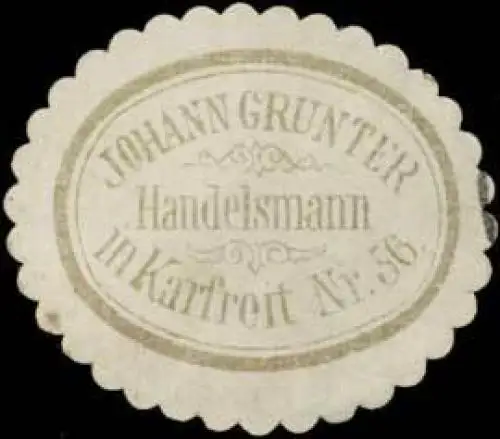 JOHANN GRUNTER
Handelsmann
in Karfreit Nr. 56